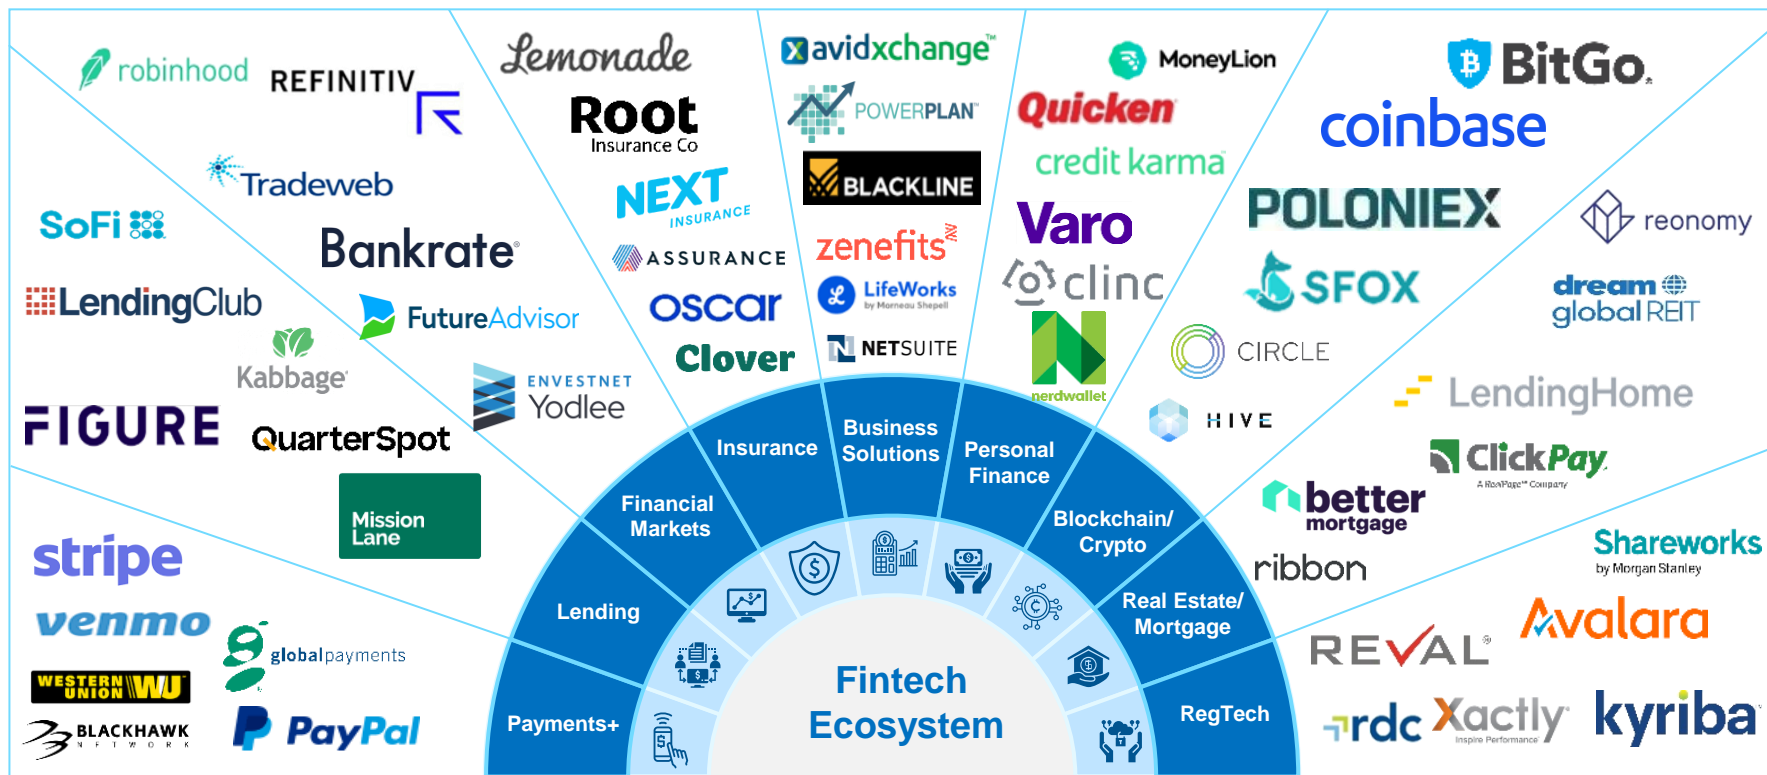 robinhood
REFINITIV
Tradeweb
Bankrate®
FutureAdvisor
ENVESTNET
Yodlee
Lemonade
Root
Insurance Co
NEXT
INSURANCE
ASSURANCE
oscar
Clover
avidxchange™
POWERPLAN™
BLACKLINE
zenefits
LifeWorks
by Morneau Shepell
NETSUITE
MoneyLion
Quicken
credit karma
Varo
clinc
nerdwallet
BitGo
coinbase
POLONIEX
SFOX
CIRCLE
HIVE
reonomy
dream
global REIT
LendingHome
ClickPay
A RealPage™ Company
better
mortgage
ribbon
SoFi
LendingClub
Kabbage®
FIGURE
QuarterSpot
Mission
Lane
stripe
venmo
globalpayments
WESTERN
UNION WU
BLACKHAWK
NETWORK
PayPal
Shareworks
by Morgan Stanley
Avalara
REVAL®
rdc
Xactly
Inspire Performance
kyriba
Payments+
Lending
Financial
Markets
Insurance
Business
Solutions
Personal
Finance
Blockchain/
Crypto
Real Estate/
Mortgage
RegTech
Fintech
Ecosystem